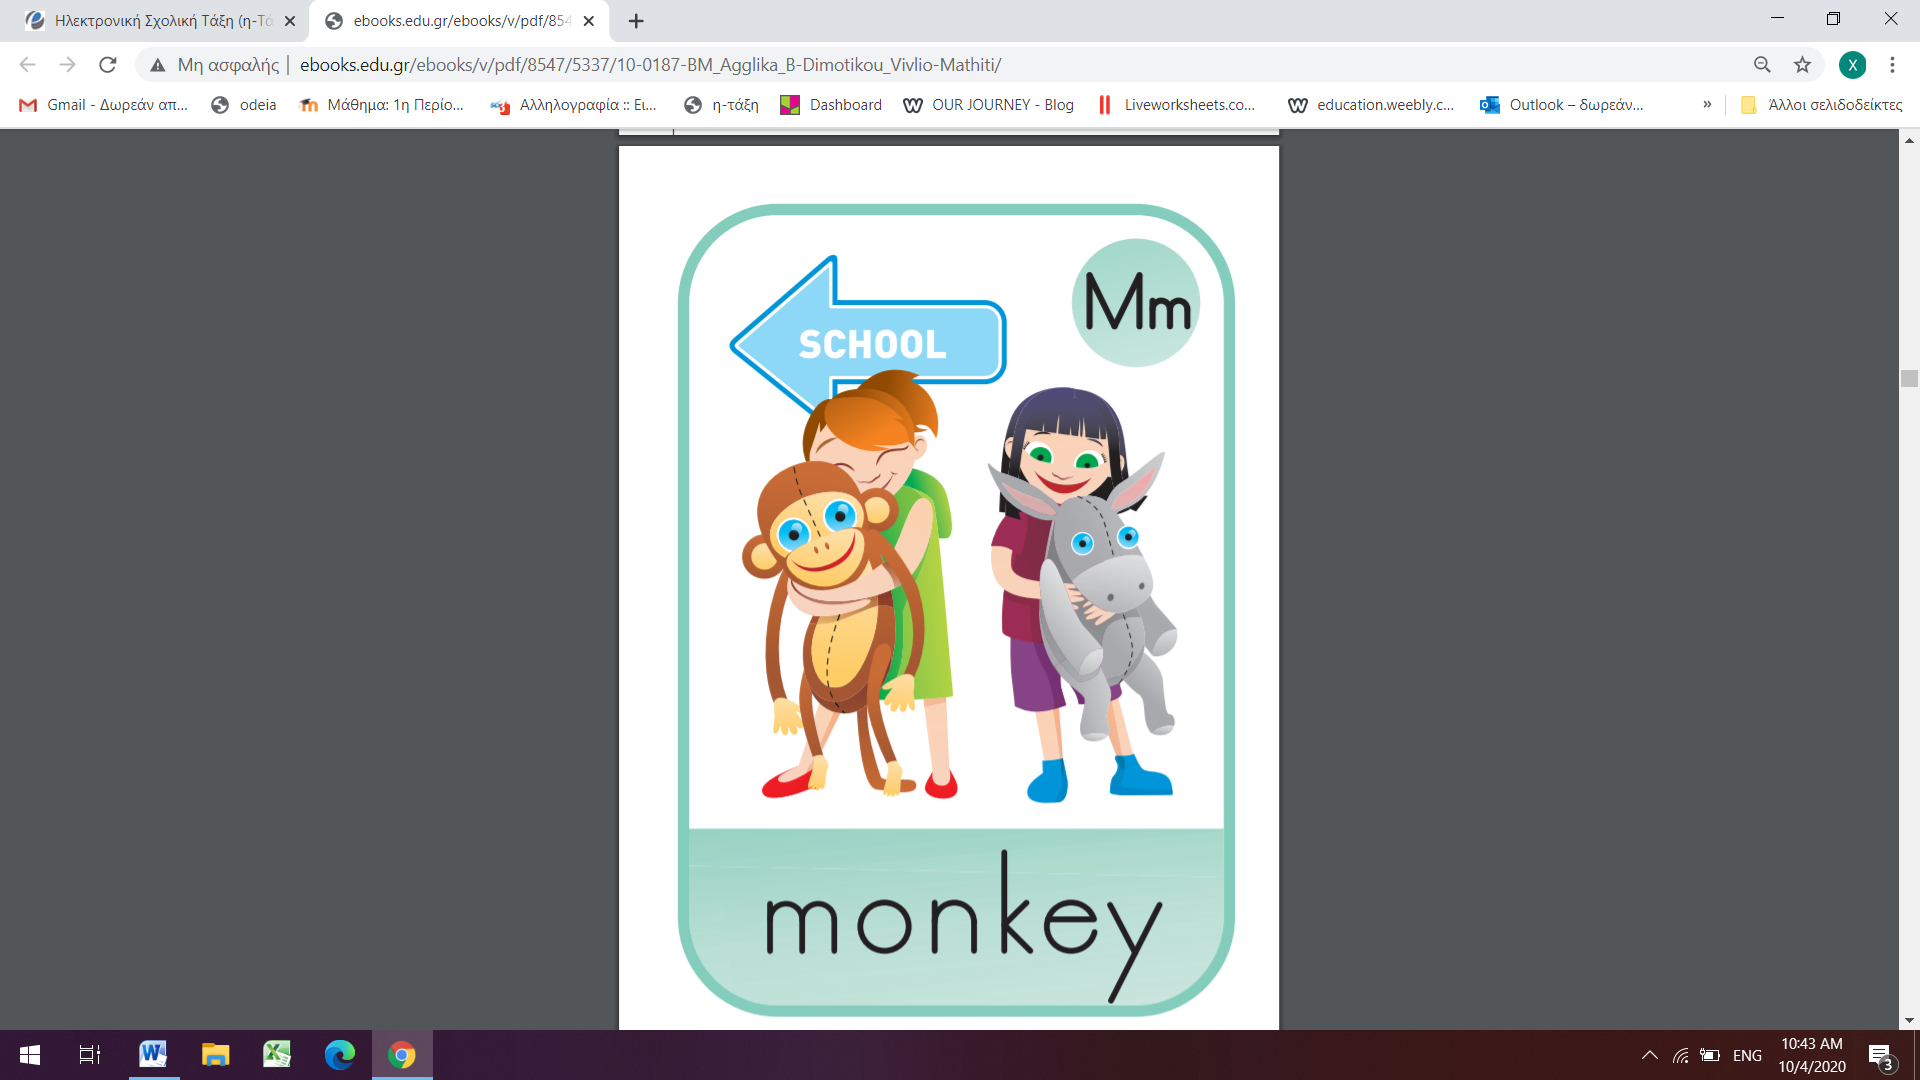 Ηλεκτρονική Σχολική Τάξη (η-Τά
ebooks.edu.gr/ebooks/v/pdf/854
Μη ασφαλής | ebooks.edu.gr/ebooks/v/pdf/8547/5337/10-0187-BM_Agglika_B-Dimotikou_Vivlio-Mathiti/
X
Gmail - Δωρεάν απ... odeia Μάθημα: 1η Περίο... Αλληλογραφία :: Ει... η-τάξη Dashboard OUR JOURNEY - Blog Liveworksheets.co... education.weebly.c... Outlook – δωρεάν... » Άλλοι σελιδοδείκτες
Mm
SCHOOL
monkey
ENG
10:43 AM
10/4/2020
3